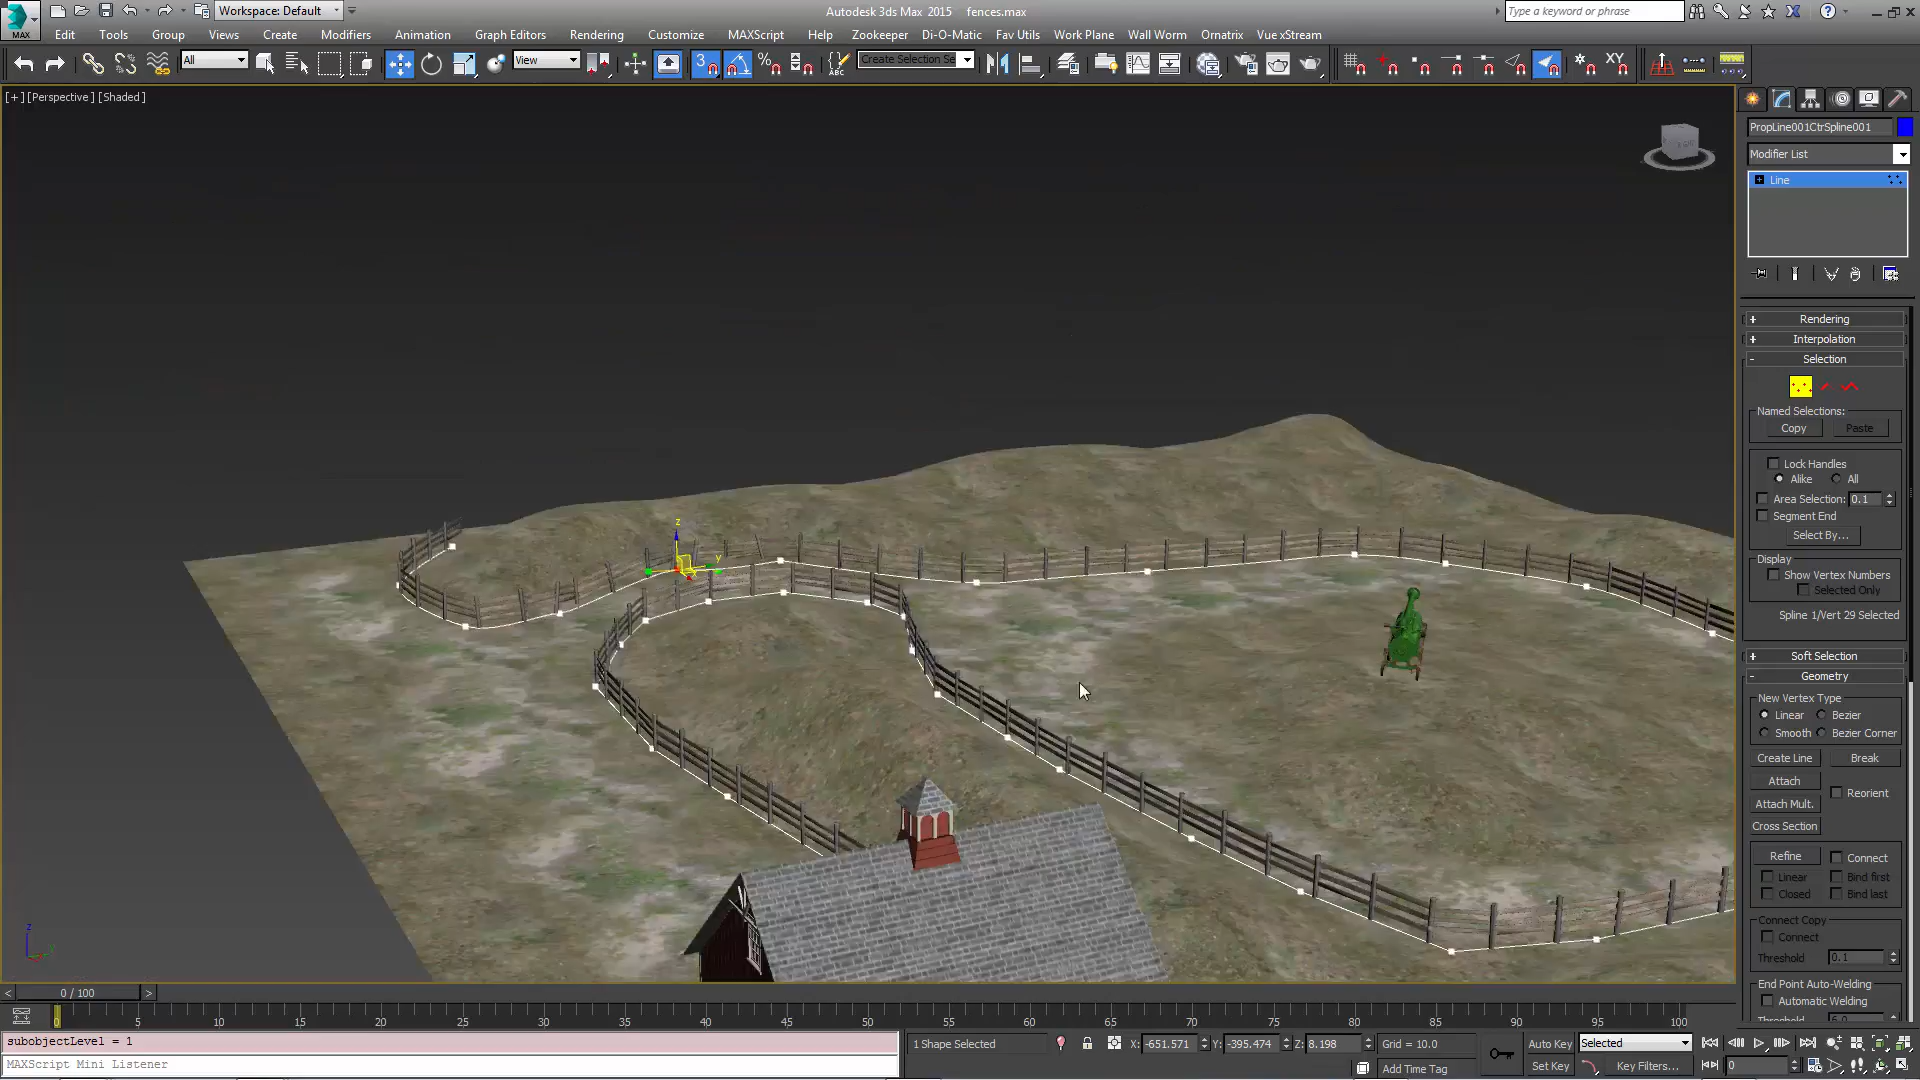 Workspace: Default
Autodesk 3ds Max 2015 fences.max
Type a keyword or phrase
MAX
Edit Tools Group Views Create Modifiers Animation Graph Editors Rendering Customize MAXScript Help Zookeeper Di-O-Matic Fav Utils Work Plane Wall Worm Ornatrix Vue xStream
All
View
3
ABC
Create Selection Se
XY
[+] [Perspective] [Shaded]
PropLine001CtrSpline001
Modifier List
Line
Rendering
Interpolation
Selection
Named Selections:
Copy Paste
Lock Handles
Alike All
Area Selection: 0.1
Segment End
Select By...
Display
Show Vertex Numbers
Selected Only
Spline 1/Vert 29 Selected
Soft Selection
Geometry
New Vertex Type
Linear Bezier
Smooth Bezier Corner
Create Line Break
Attach
Reorient
Attach Mult.
Cross Section
Refine Connect
Linear Bind first
Closed Bind last
Connect Copy
Connect
Threshold 0.1
End Point Auto-Welding
Automatic Welding
z
y
z
0 / 100
0 5 10 15 20 25 30 35 40 45 50 55 60 65 70 75 80 85 90 95 100
subobjectLevel = 1
MAXScript Mini Listener
1 Shape Selected
X: -651.571 Y: -395.474 Z: 8.198
Grid = 10.0
Add Time Tag
Auto Key Selected
Set Key Key Filters...
0